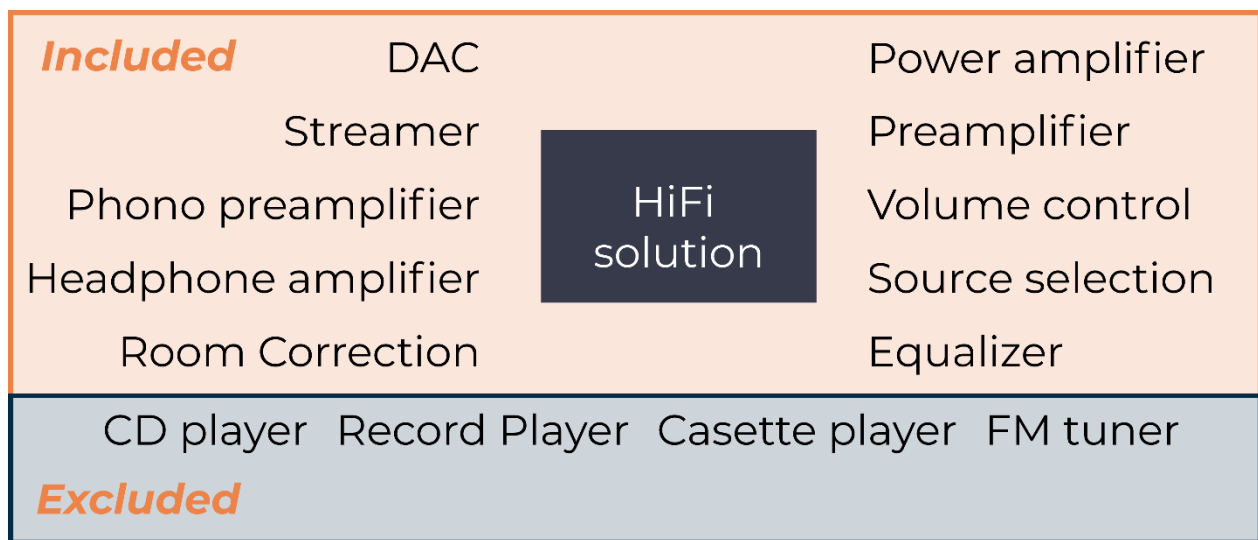 Included
DAC
Streamer
Phono preamplifier
Headphone amplifier
Room Correction
HiFi
solution
Power amplifier
Preamplifier
Volume control
Source selection
Equalizer
CD player Record Player Casette player FM tuner
Excluded